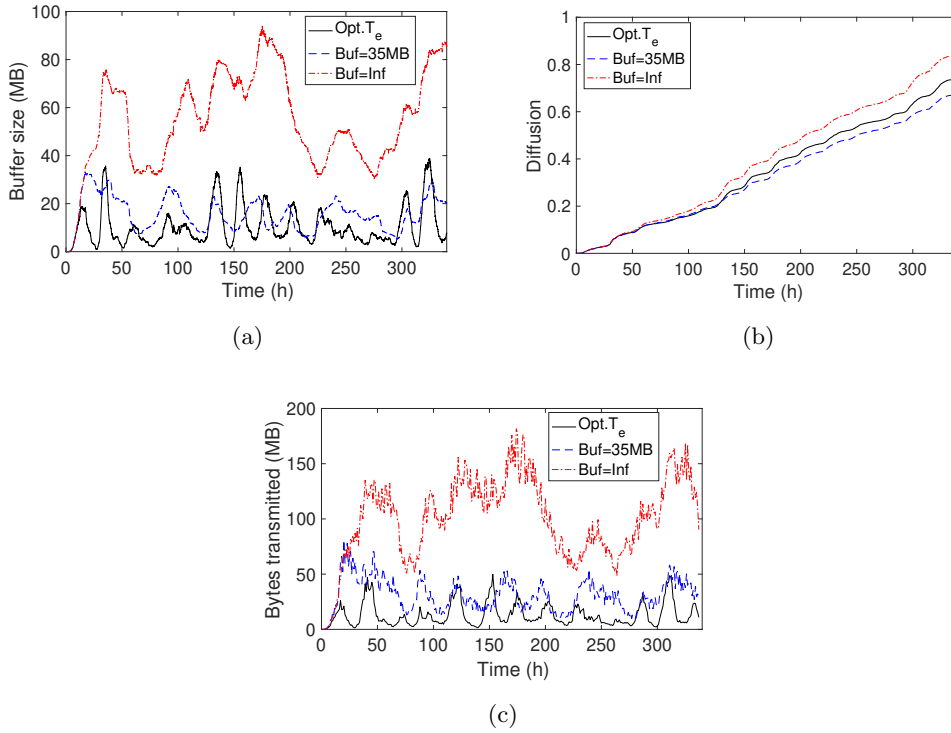 100
80
60
40
20
0
Buffer size (MB)
Opt.T_e
Buf=35MB
Buf=Inf
0 50 100 150 200 250 300
Time (h)
(a)
1
0.8
0.6
0.4
0.2
0
Diffusion
Opt.T_e
Buf=35MB
Buf=Inf
0 50 100 150 200 250 300
Time (h)
(b)
200
150
100
50
0
Bytes transmitted (MB)
Opt.T_e
Buf=35MB
Buf=Inf
0 50 100 150 200 250 300
Time (h)
(c)